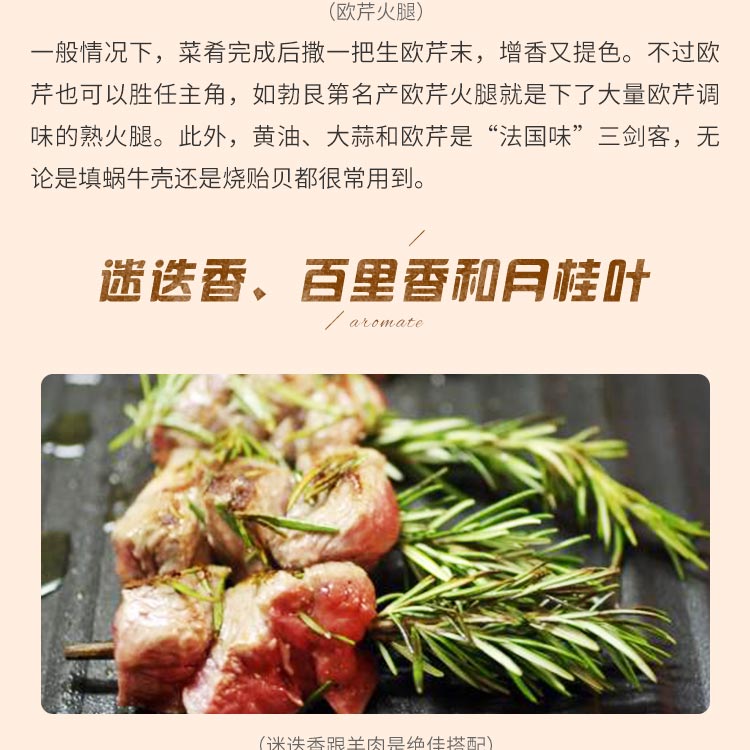 （欧芹火腿）
一般情况下，菜肴完成后撒一把生欧芹末，增香又提色。不过欧
芹也可以胜任主角，如勃艮第名产欧芹火腿就是下了大量欧芹调
味的熟火腿。此外，黄油、大蒜和欧芹是“法国味”三剑客，无
论是填蜗牛壳还是烧贻贝都很常用到。
迷迭香、百里香和月桂叶
aromate
（迷迭香跟羊肉是绝佳搭配）